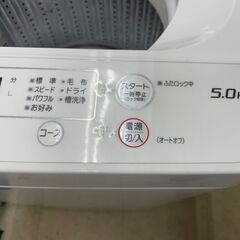 分
L
標準 毛布
スピード ドライ
パワフル 槽洗浄
お好み
スタート
一時停止
ふたロック中
5.0
コース
電源
切/入
(オートオフ)